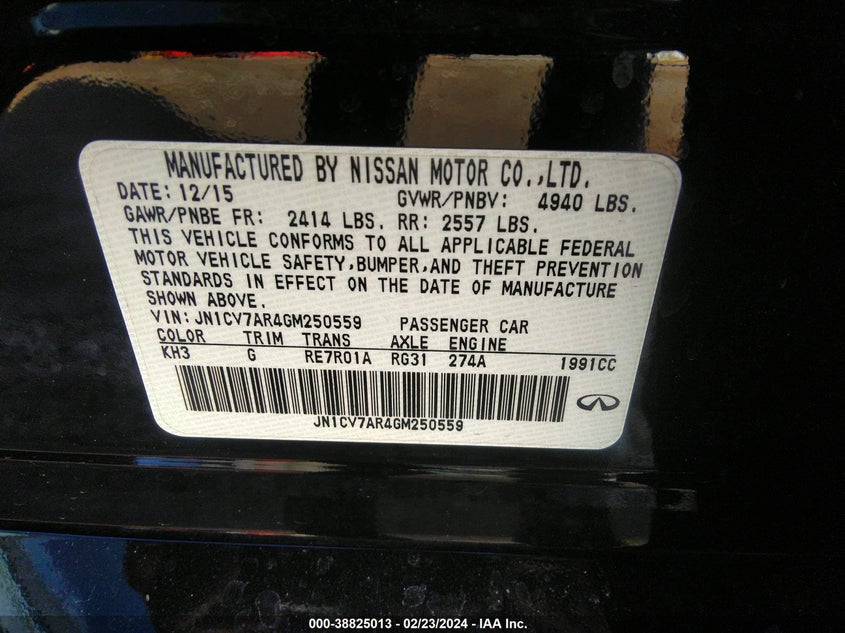 MANUFACTURED BY NISSAN MOTOR CO.,LTD.
DATE: 12/15 GVWR/PNBV: 4940 LBS.
GAWR/PNBE FR: 2414 LBS. RR: 2557 LBS.
THIS VEHICLE CONFORMS TO ALL APPLICABLE FEDERAL
MOTOR VEHICLE SAFETY,BUMPER,AND THEFT PREVENTION
STANDARDS IN EFFECT ON THE DATE OF MANUFACTURE
SHOWN ABOVE.
VIN:JN1CV7AR4GM250559 PASSENGER CAR
COLOR TRIM TRANS AXLE ENGINE
KH3 G RE7R01A RG31 274A 1991CC
JN1CV7AR4GM250559
000-38825013 - 02/23/2024 - IAA Inc.